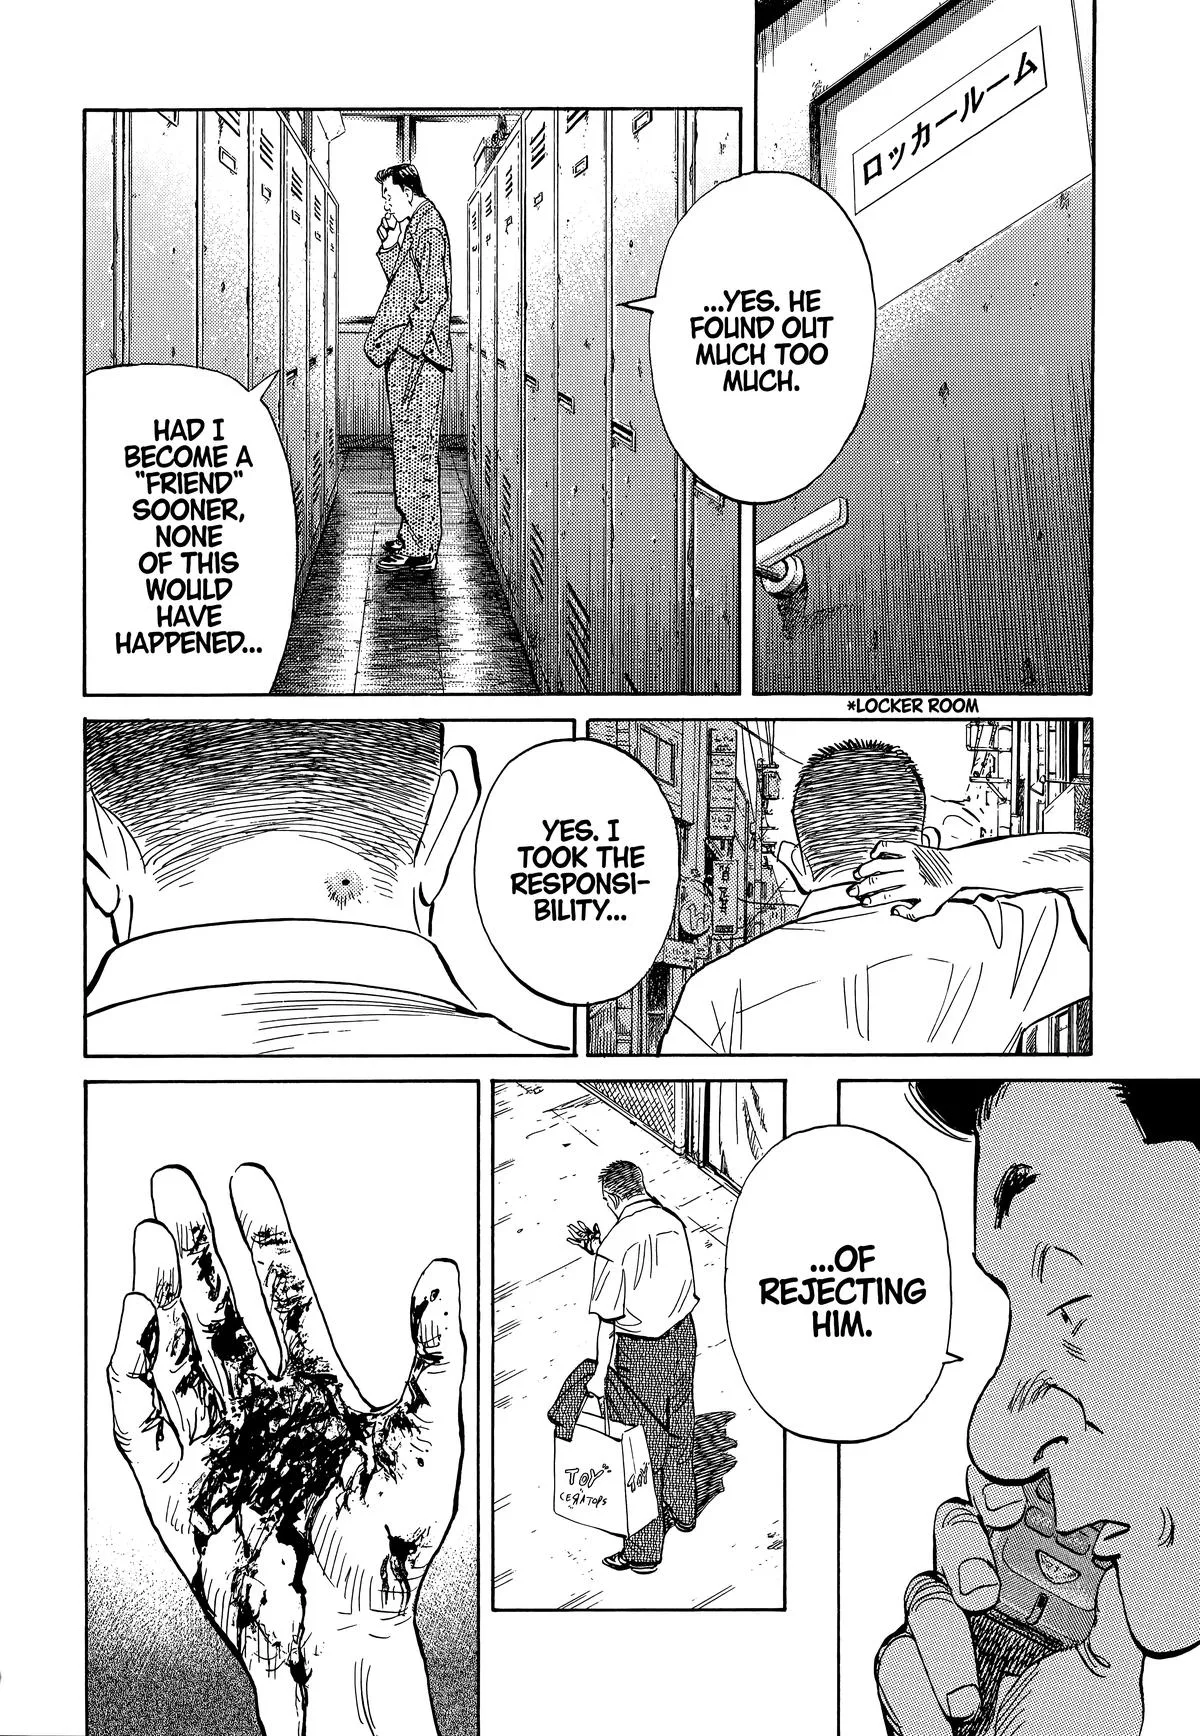 ロッカールーム
...YES. HE
FOUND OUT
MUCH TOO
MUCH.
HAD I
BECOME A
"FRIEND"
SOONER,
NONE
OF THIS
WOULD
HAVE
HAPPENED...
*LOCKER ROOM
YES. I
TOOK THE
RESPONSI-
BILITY...
...OF
REJECTING
HIM.
TOY
CERATOPS
TOY